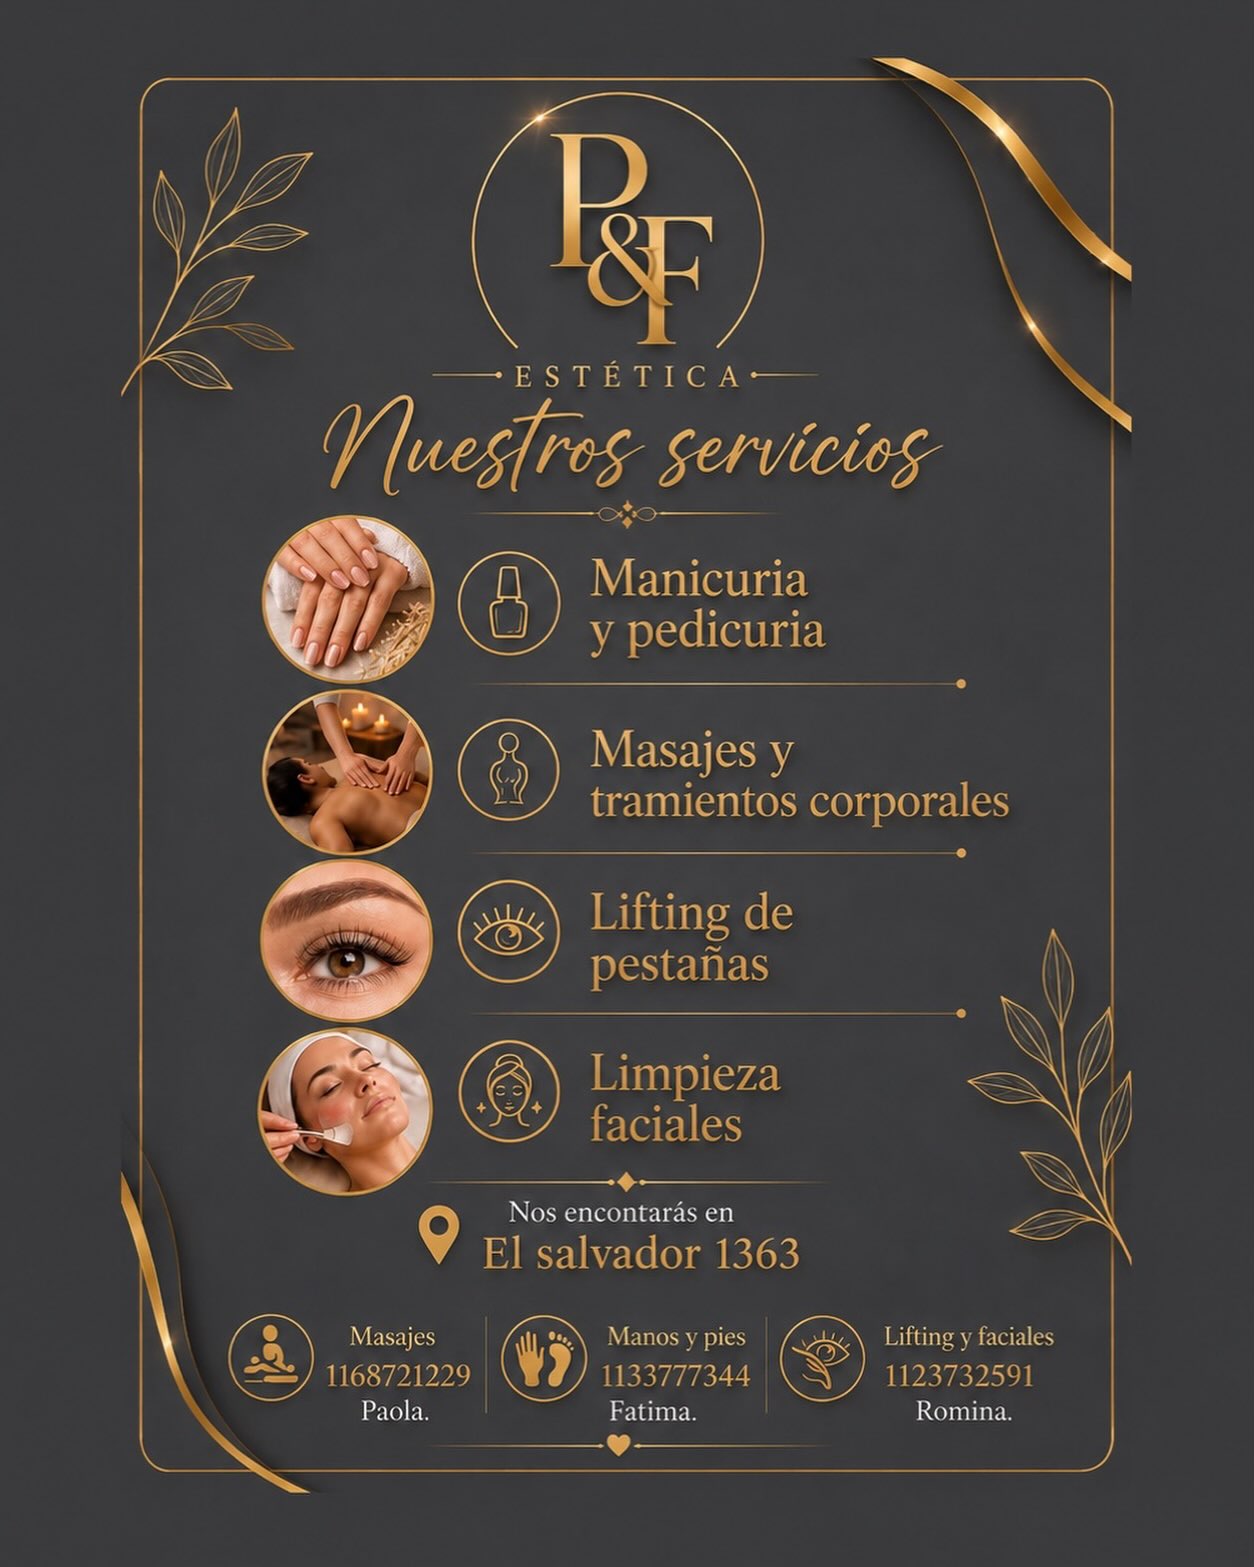 P&F
ESTÉTICA
Nuestros servicios
Manicuria
y pedicuria
Masajes y
tramientos corporales
Lifting de
pestañas
Limpieza
faciales
Nos encontarás en
El salvador 1363
Masajes
1168721229
Paola.
Manos y pies
1133777344
Fatima.
Lifting y faciales
1123732591
Romina.